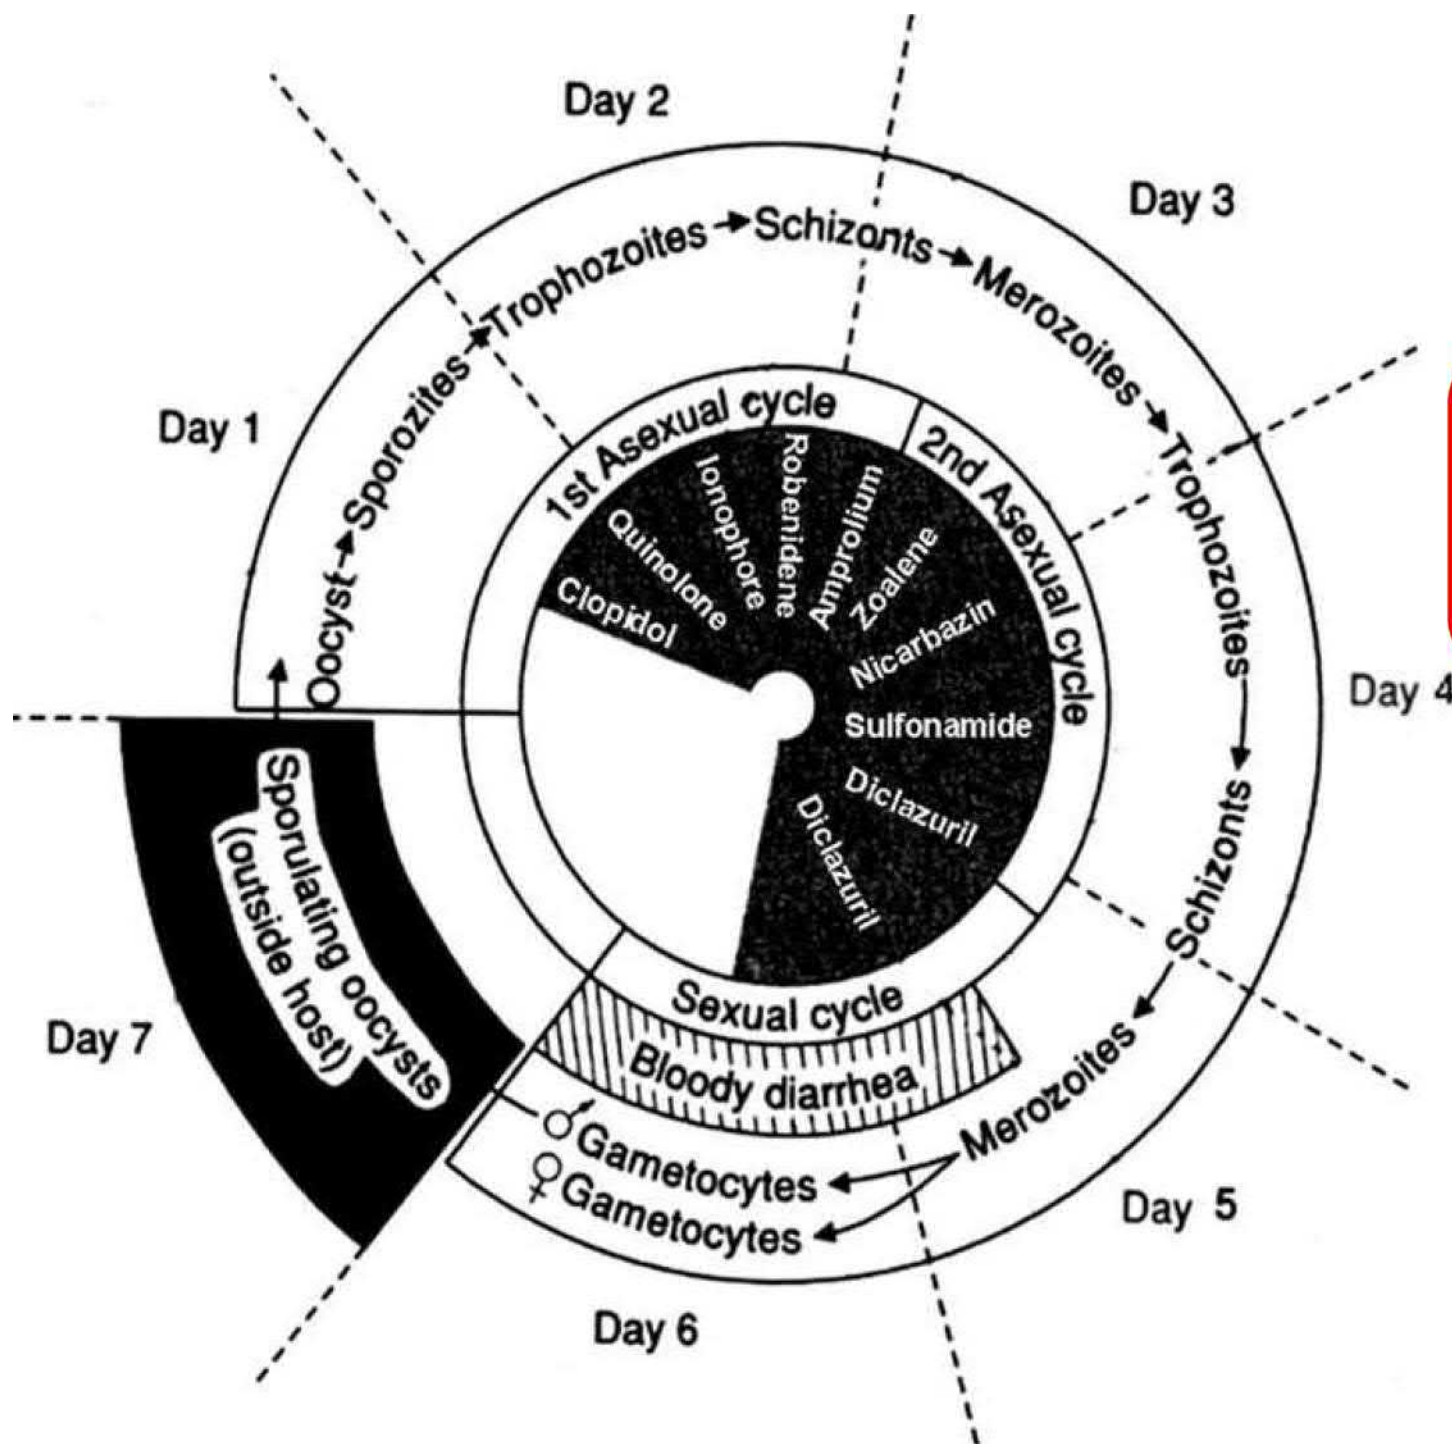 Day 1
Day 2
Day 3
Day 4
Day 5
Day 6
Day 7
Oocyst
Sporozites
Trophozoites
Schizonts
Merozoites
Trophozoites
Schizonts
Merozoites
♂ Gametocytes
♀ Gametocytes
Sporulating oocysts
(outside host)
1st Asexual cycle
2nd Asexual cycle
Sexual cycle
Bloody diarrhea
Clopidol
Quinolone
Ionophore
Robenidene
Amprolium
Zoalene
Nicarbazin
Sulfonamide
Diclazuril
Diclazuril